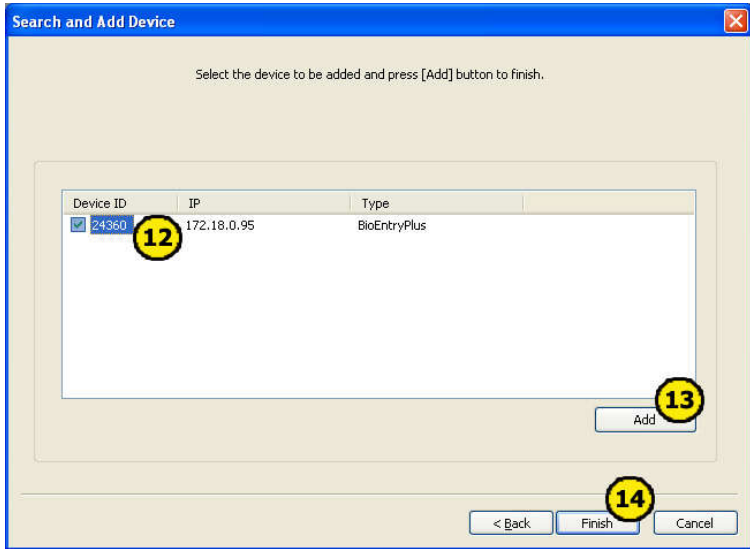 Search and Add Device
Select the device to be added and press [Add] button to finish.
Device ID IP Type
24360 12 172.18.0.95 BioEntryPlus
13
Add
14
< Back Finish Cancel